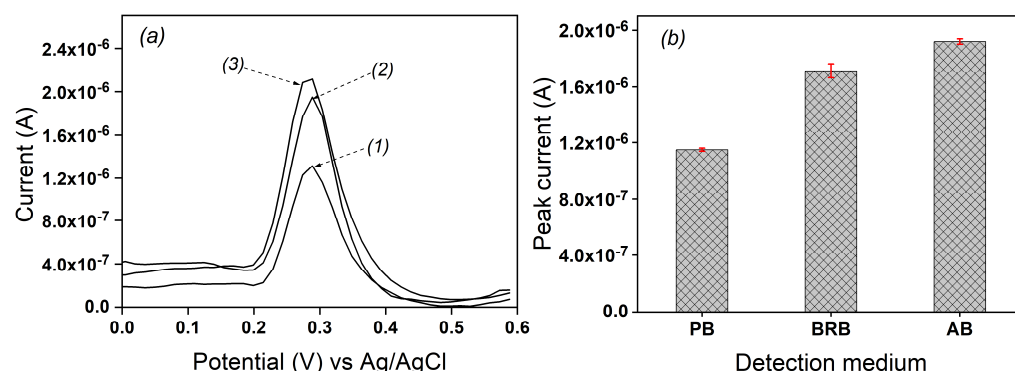 (a)
2.4x10⁻⁶
2.0x10⁻⁶
1.6x10⁻⁶
1.2x10⁻⁶
8.0x10⁻⁷
4.0x10⁻⁷
0.0
Current (A)
(3)
(2)
(1)
0.0 0.1 0.2 0.3 0.4 0.5 0.6
Potential (V) vs Ag/AgCl
(b)
2.0x10⁻⁶
1.6x10⁻⁶
1.2x10⁻⁶
8.0x10⁻⁷
4.0x10⁻⁷
0.0
Peak current (A)
PB BRB AB
Detection medium